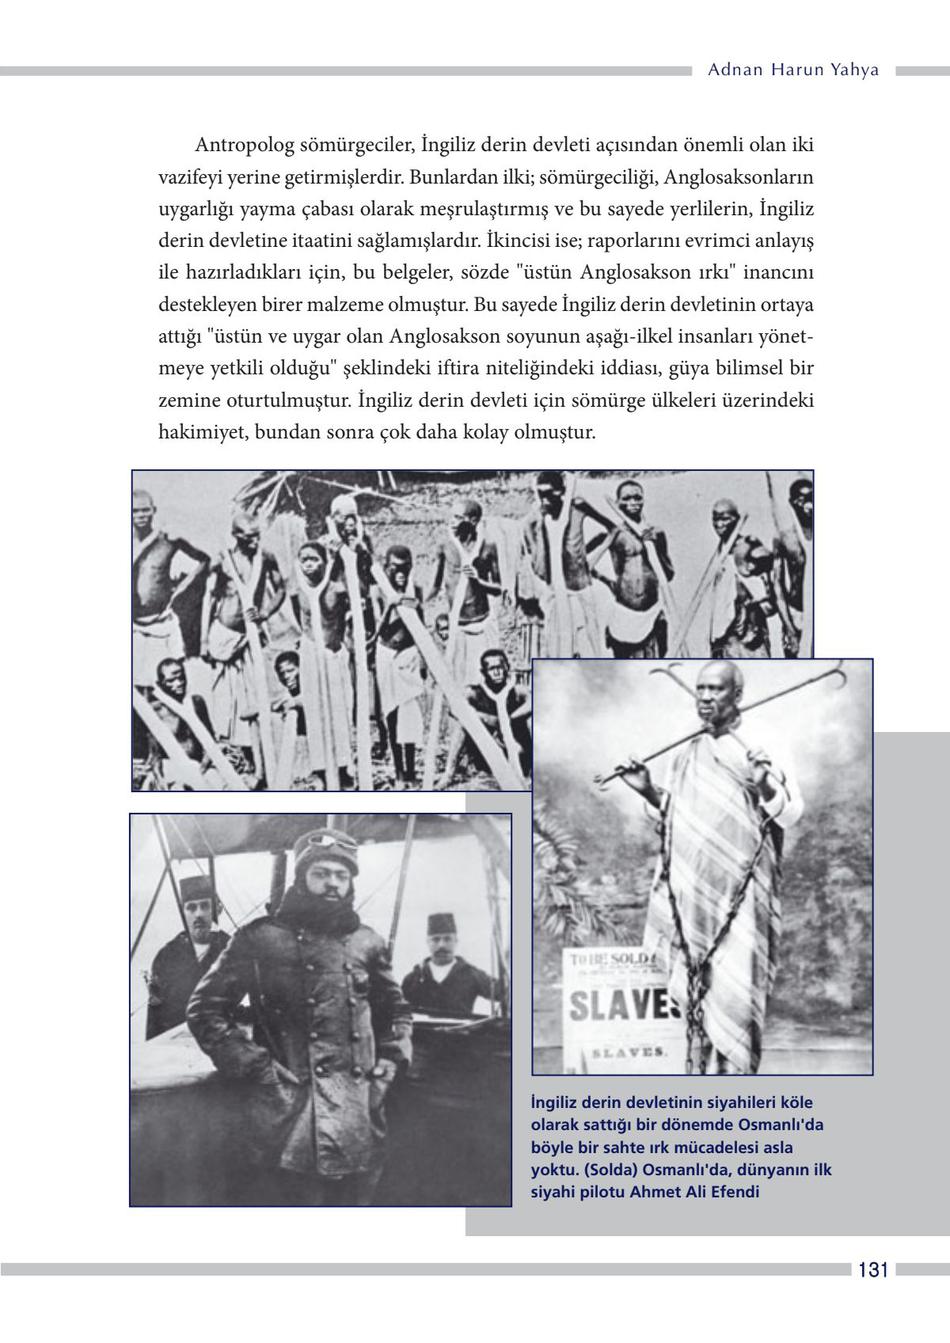 Adnan Harun Yahya
Antropolog sömürgeciler, İngiliz derin devleti açısından önemli olan iki
vazifeyi yerine getirmişlerdir. Bunlardan ilki; sömürgeciliği, Anglosaksonların
uygarlığı yayma çabası olarak meşrulaştırmış ve bu sayede yerlilerin, İngiliz
derin devletine itaatini sağlamışlardır. İkincisi ise; raporlarını evrimci anlayış
ile hazırladıkları için, bu belgeler, sözde "üstün Anglosakson ırkı" inancını
destekleyen birer malzeme olmuştur. Bu sayede İngiliz derin devletinin ortaya
attığı "üstün ve uygar olan Anglosakson soyunun aşağı-ilkel insanları yönet-
meye yetkili olduğu" şeklindeki iftira niteliğindeki iddiası, güya bilimsel bir
zemine oturtulmuştur. İngiliz derin devleti için sömürge ülkeleri üzerindeki
hakimiyet, bundan sonra çok daha kolay olmuştur.
TO BE SOLD
SLAVES
SLAVES.
İngiliz derin devletinin siyahileri köle
olarak sattığı bir dönemde Osmanlı'da
böyle bir sahte ırk mücadelesi asla
yoktu. (Solda) Osmanlı'da, dünyanın ilk
siyahi pilotu Ahmet Ali Efendi
131